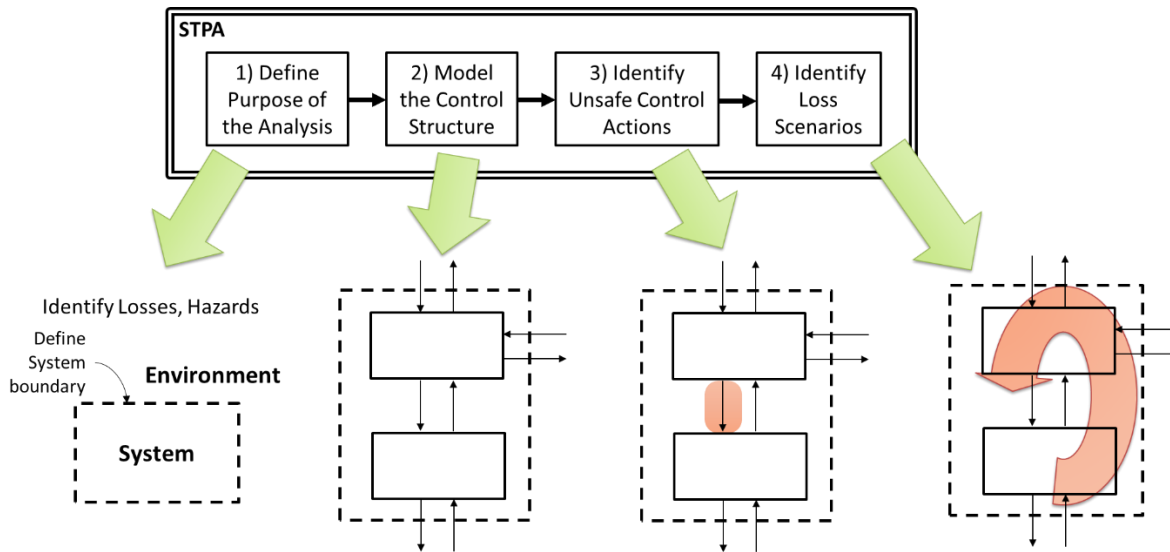 STPA
1) Define
Purpose of
the Analysis
2) Model
the Control
Structure
3) Identify
Unsafe Control
Actions
4) Identify
Loss
Scenarios
Identify Losses, Hazards
Define
System
boundary
Environment
System